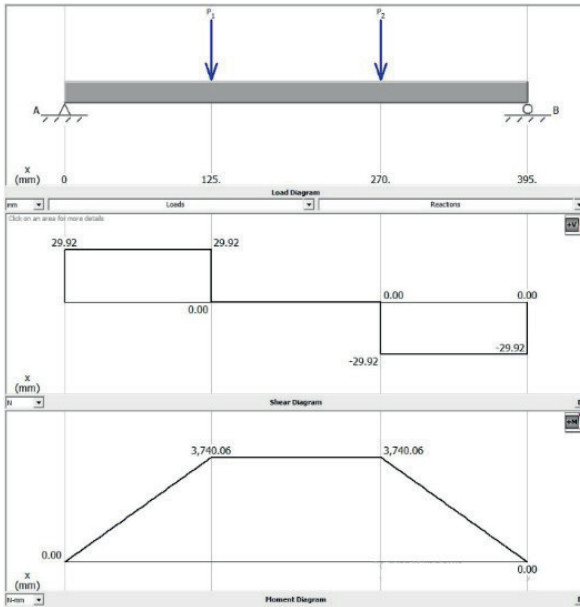 P1 P2
A B
x
(mm) 0 125. 270. 395.
Load Diagram
mm Loads Reactions
Click on an area for more details
+V
29.92 29.92
0.00 0.00 0.00
-29.92 -29.92
x
(mm)
N Shear Diagram
+M
3,740.06 3,740.06
0.00 0.00
x
(mm)
N-mm Moment Diagram